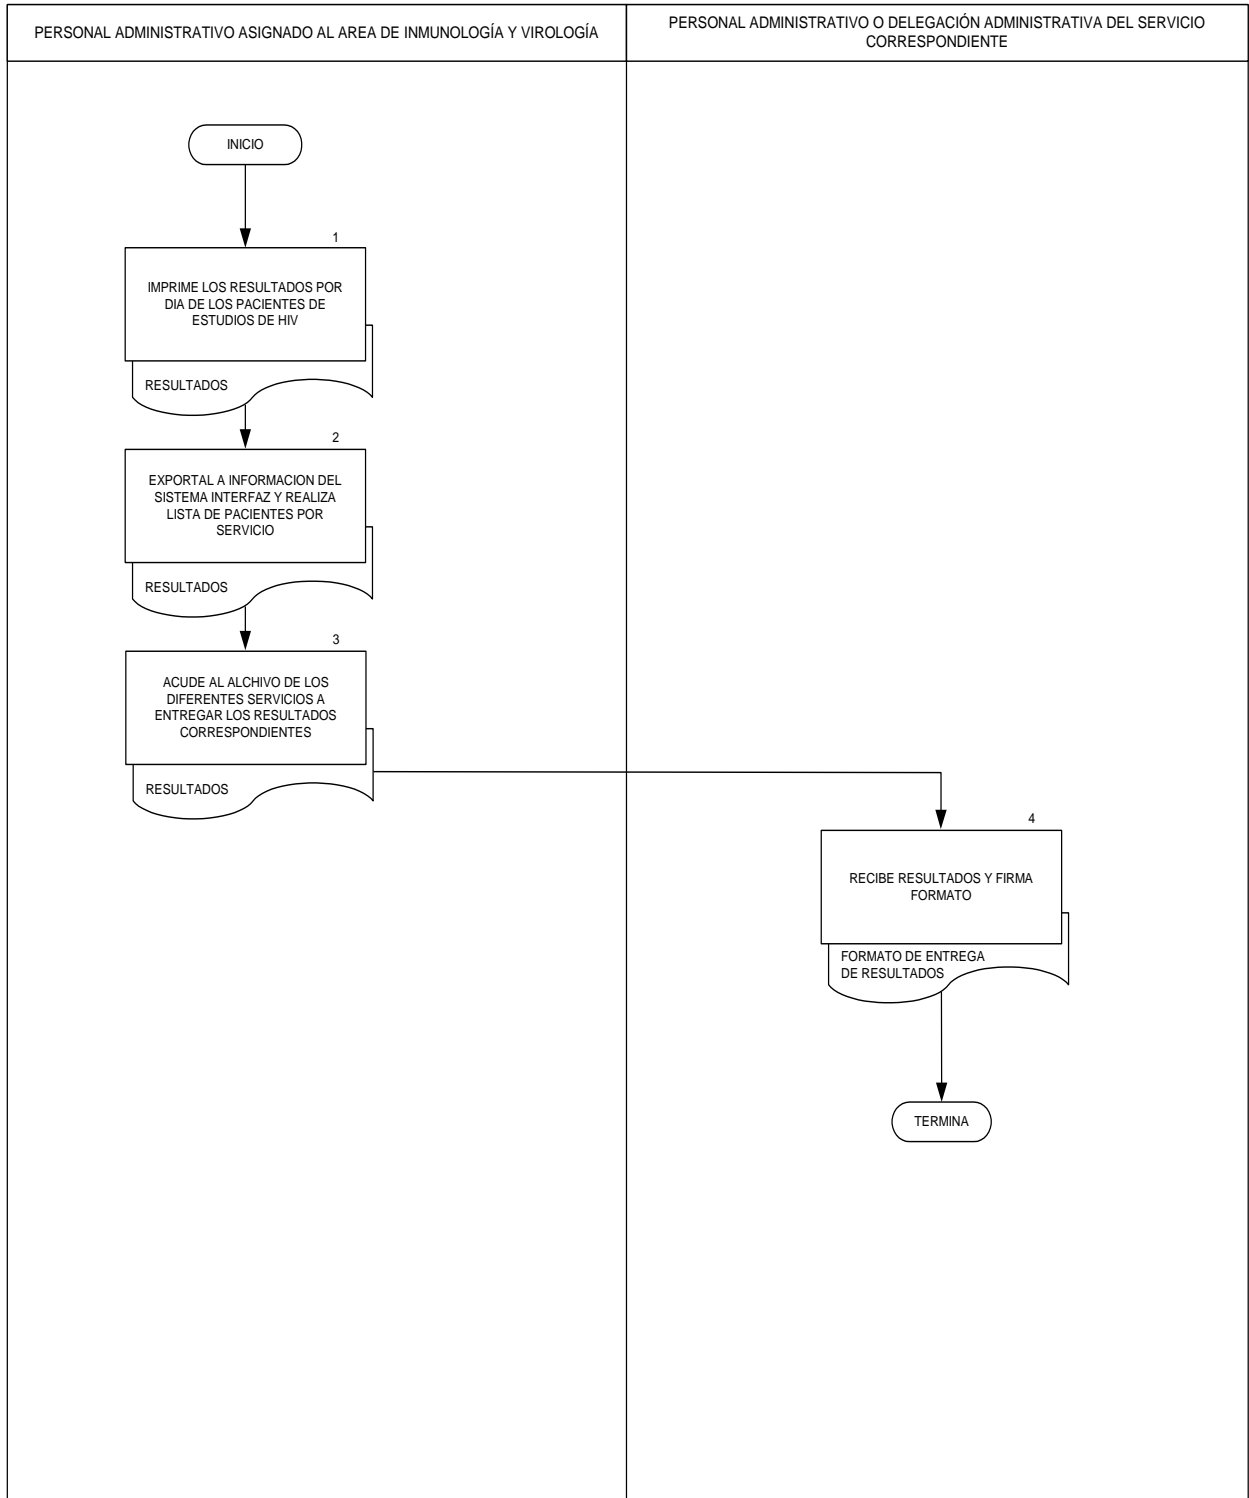 PERSONAL ADMINISTRATIVO ASIGNADO AL AREA DE INMUNOLOGÍA Y VIROLOGÍA
PERSONAL ADMINISTRATIVO O DELEGACIÓN ADMINISTRATIVA DEL SERVICIO
CORRESPONDIENTE
INICIO
1
IMPRIME LOS RESULTADOS POR
DIA DE LOS PACIENTES DE
ESTUDIOS DE HIV
RESULTADOS
2
EXPORTAL A INFORMACION DEL
SISTEMA INTERFAZ Y REALIZA
LISTA DE PACIENTES POR
SERVICIO
RESULTADOS
3
ACUDE AL ALCHIVO DE LOS
DIFERENTES SERVICIOS A
ENTREGAR LOS RESULTADOS
CORRESPONDIENTES
RESULTADOS
4
RECIBE RESULTADOS Y FIRMA
FORMATO
FORMATO DE ENTREGA
DE RESULTADOS
TERMINA